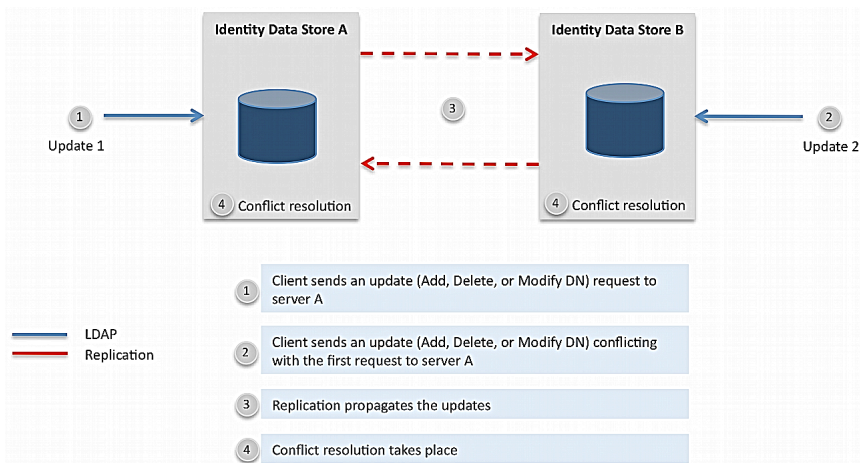 Identity Data Store A
Identity Data Store B
1
Update 1
3
2
Update 2
4 Conflict resolution
4 Conflict resolution
1 Client sends an update (Add, Delete, or Modify DN) request to
server A
LDAP
Replication
2 Client sends an update (Add, Delete, or Modify DN) conflicting
with the first request to server A
3 Replication propagates the updates
4 Conflict resolution takes place